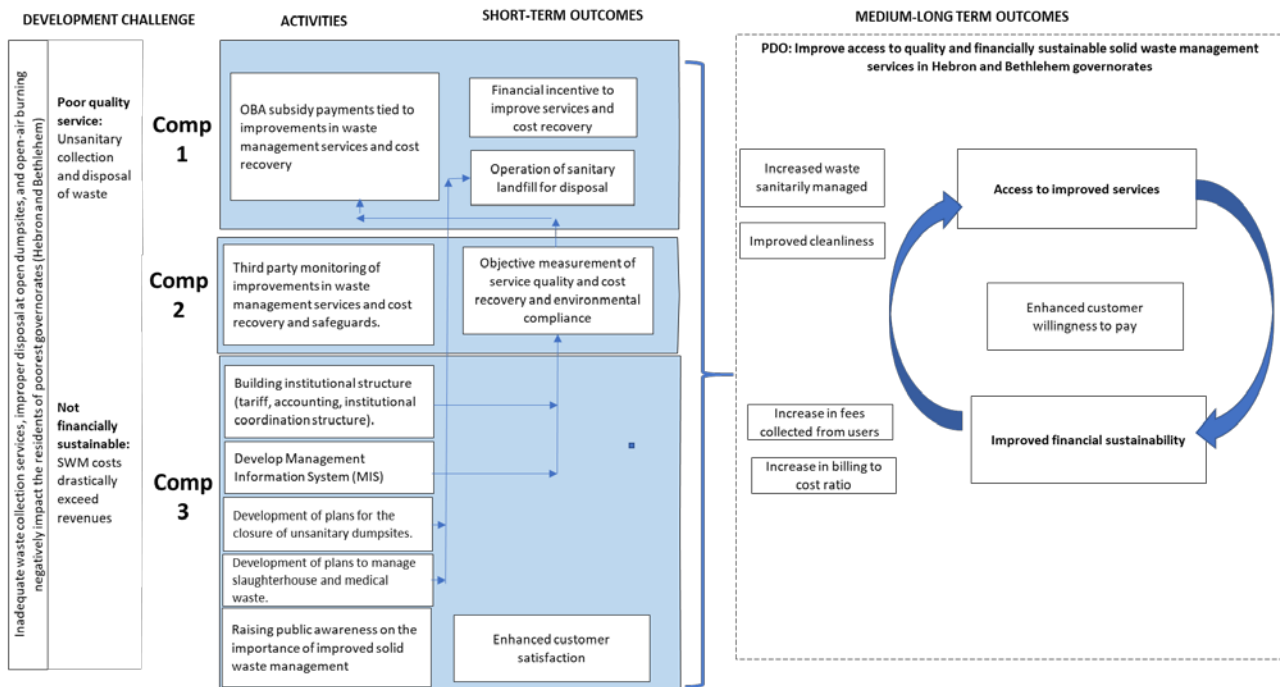 DEVELOPMENT CHALLENGE
ACTIVITIES
SHORT-TERM OUTCOMES
MEDIUM-LONG TERM OUTCOMES
Inadequate waste collection services, improper disposal at open dumpsites, and open-air burning
negatively impact the residents of poorest governorates (Hebron and Bethlehem)
Poor quality
service:
Unsanitary
collection
and disposal
of waste
Not
financially
sustainable:
SWM costs
drastically
exceed
revenues
Comp
1
OBA subsidy payments tied to
improvements in waste
management services and cost
recovery
Financial incentive to
improve services and
cost recovery
Operation of sanitary
landfill for disposal
Comp
2
Third party monitoring of
improvements in waste
management services and cost
recovery and safeguards.
Objective measurement of
service quality and cost
recovery and environmental
compliance
Comp
3
Building institutional structure
(tariff, accounting, institutional
coordination structure).
Develop Management
Information System (MIS)
Development of plans for the
closure of unsanitary dumpsites.
Development of plans to manage
slaughterhouse and medical
waste.
Raising public awareness on the
importance of improved solid
waste management
Enhanced customer
satisfaction
PDO: Improve access to quality and financially sustainable solid waste management
services in Hebron and Bethlehem governorates
Increased waste
sanitarily managed
Improved cleanliness
Access to improved services
Enhanced customer
willingness to pay
Increase in fees
collected from users
Increase in billing to
cost ratio
Improved financial sustainability